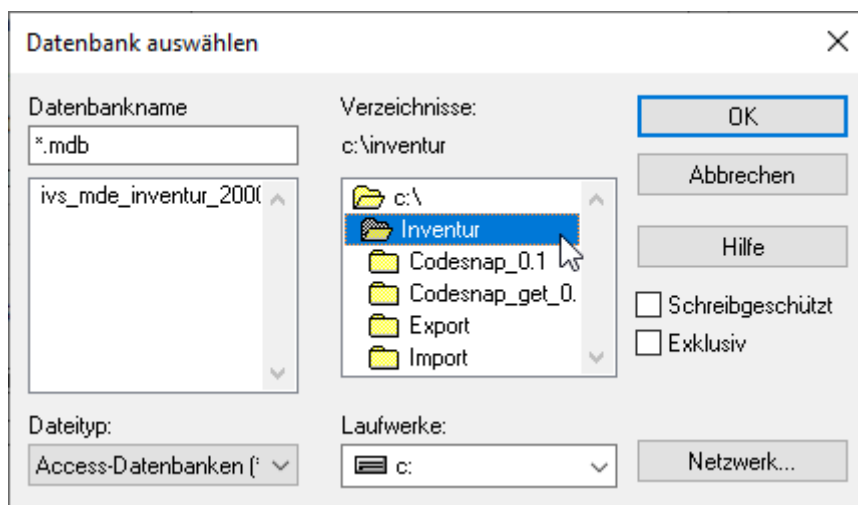 Datenbank auswählen
Datenbankname
*.mdb
ivs_mde_inventur_200(
Dateityp:
Access-Datenbanken (*
Verzeichnisse:
c:\inventur
c:\
Inventur
Codesnap_0.1
Codesnap_get_0.
Export
Import
Laufwerke:
c:
OK
Abbrechen
Hilfe
Schreibgeschützt
Exklusiv
Netzwerk...